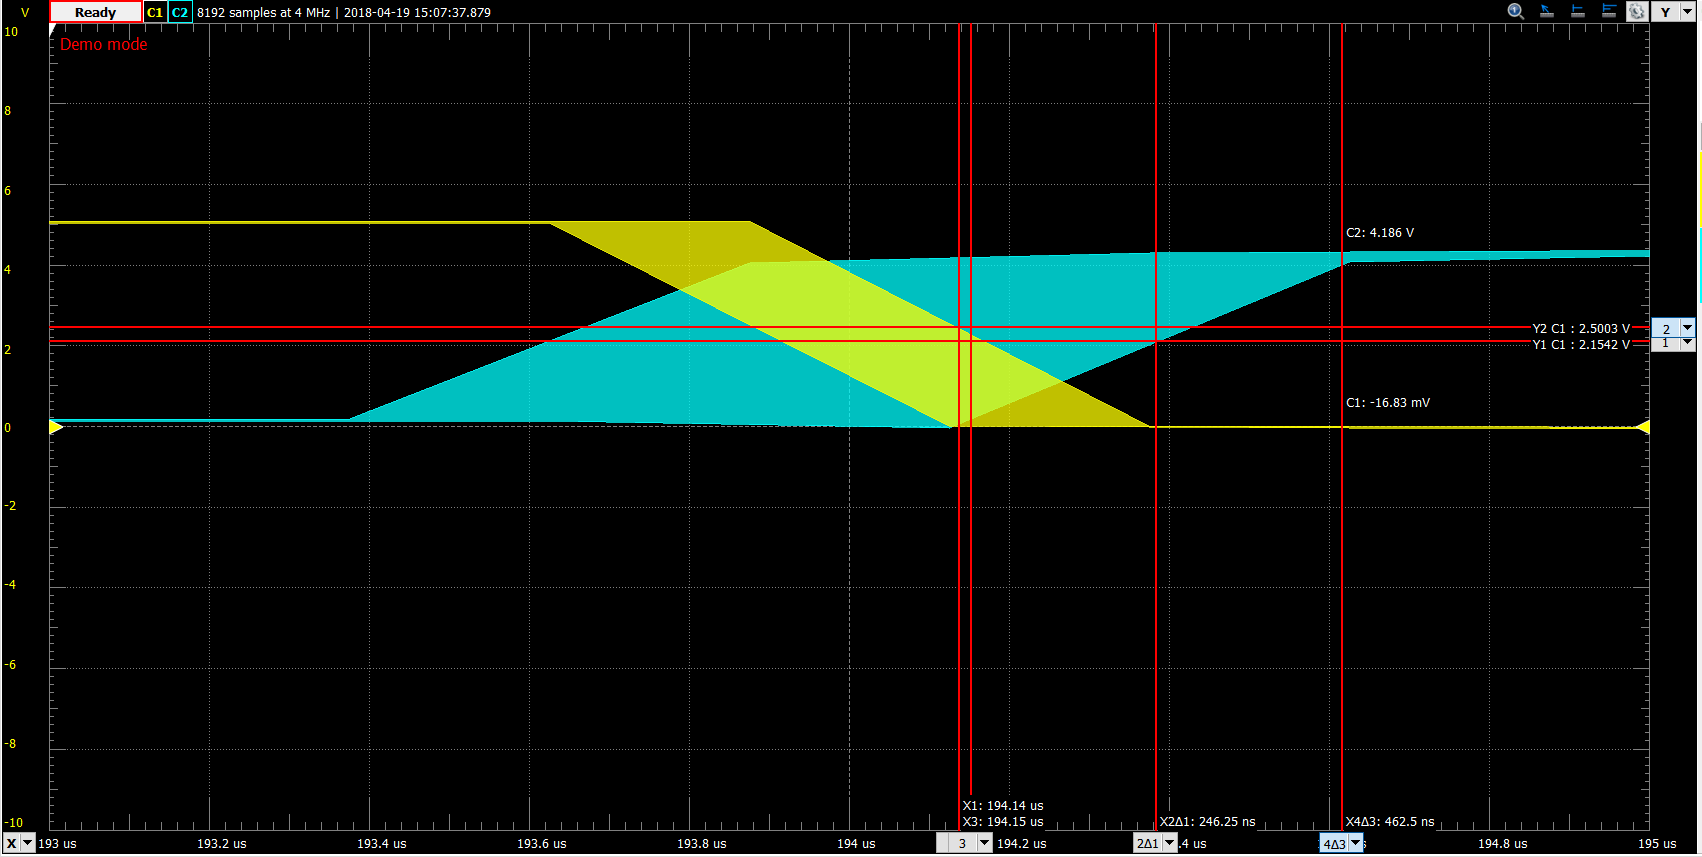 V Ready C1 C2 8192 samples at 4 MHz | 2018-04-19 15:07:37.879 Y
10
Demo mode
8
6
C2: 4.186 V
4
Y2 C1 : 2.5003 V 2
2 Y1 C1 : 2.1542 V 1
C1: -16.83 mV
0
-2
-4
-6
-8
X1: 194.14 us
-10 X3: 194.15 us X2Δ1: 246.25 ns X4Δ3: 462.5 ns
X 193 us 193.2 us 193.4 us 193.6 us 193.8 us 194 us 3 194.2 us 2Δ1 .4 us 4Δ3 194.8 us 195 us